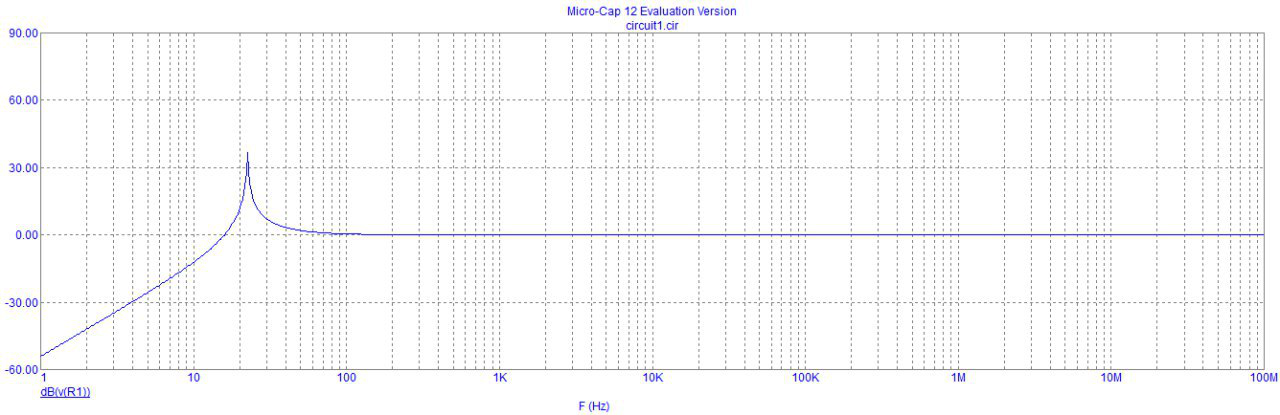 Micro-Cap 12 Evaluation Version
circuit1.cir
90.00
60.00
30.00
0.00
-30.00
-60.00
1 10 100 1K 10K 100K 1M 10M 100M
dB(v(R1))
F (Hz)